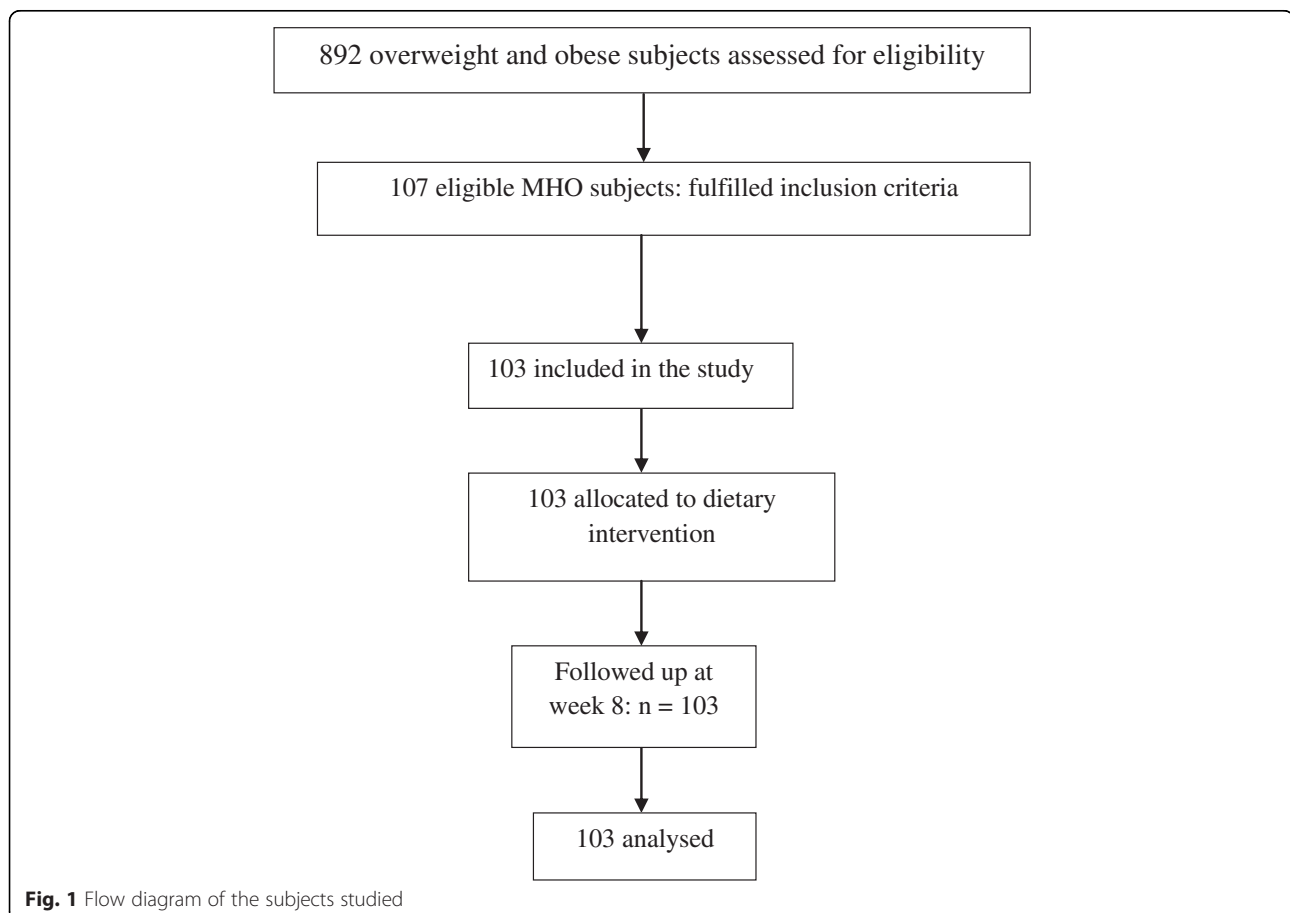 892 overweight and obese subjects assessed for eligibility
107 eligible MHO subjects: fulfilled inclusion criteria
103 included in the study
103 allocated to dietary
intervention
Followed up at
week 8: n = 103
103 analysed
Fig. 1 Flow diagram of the subjects studied